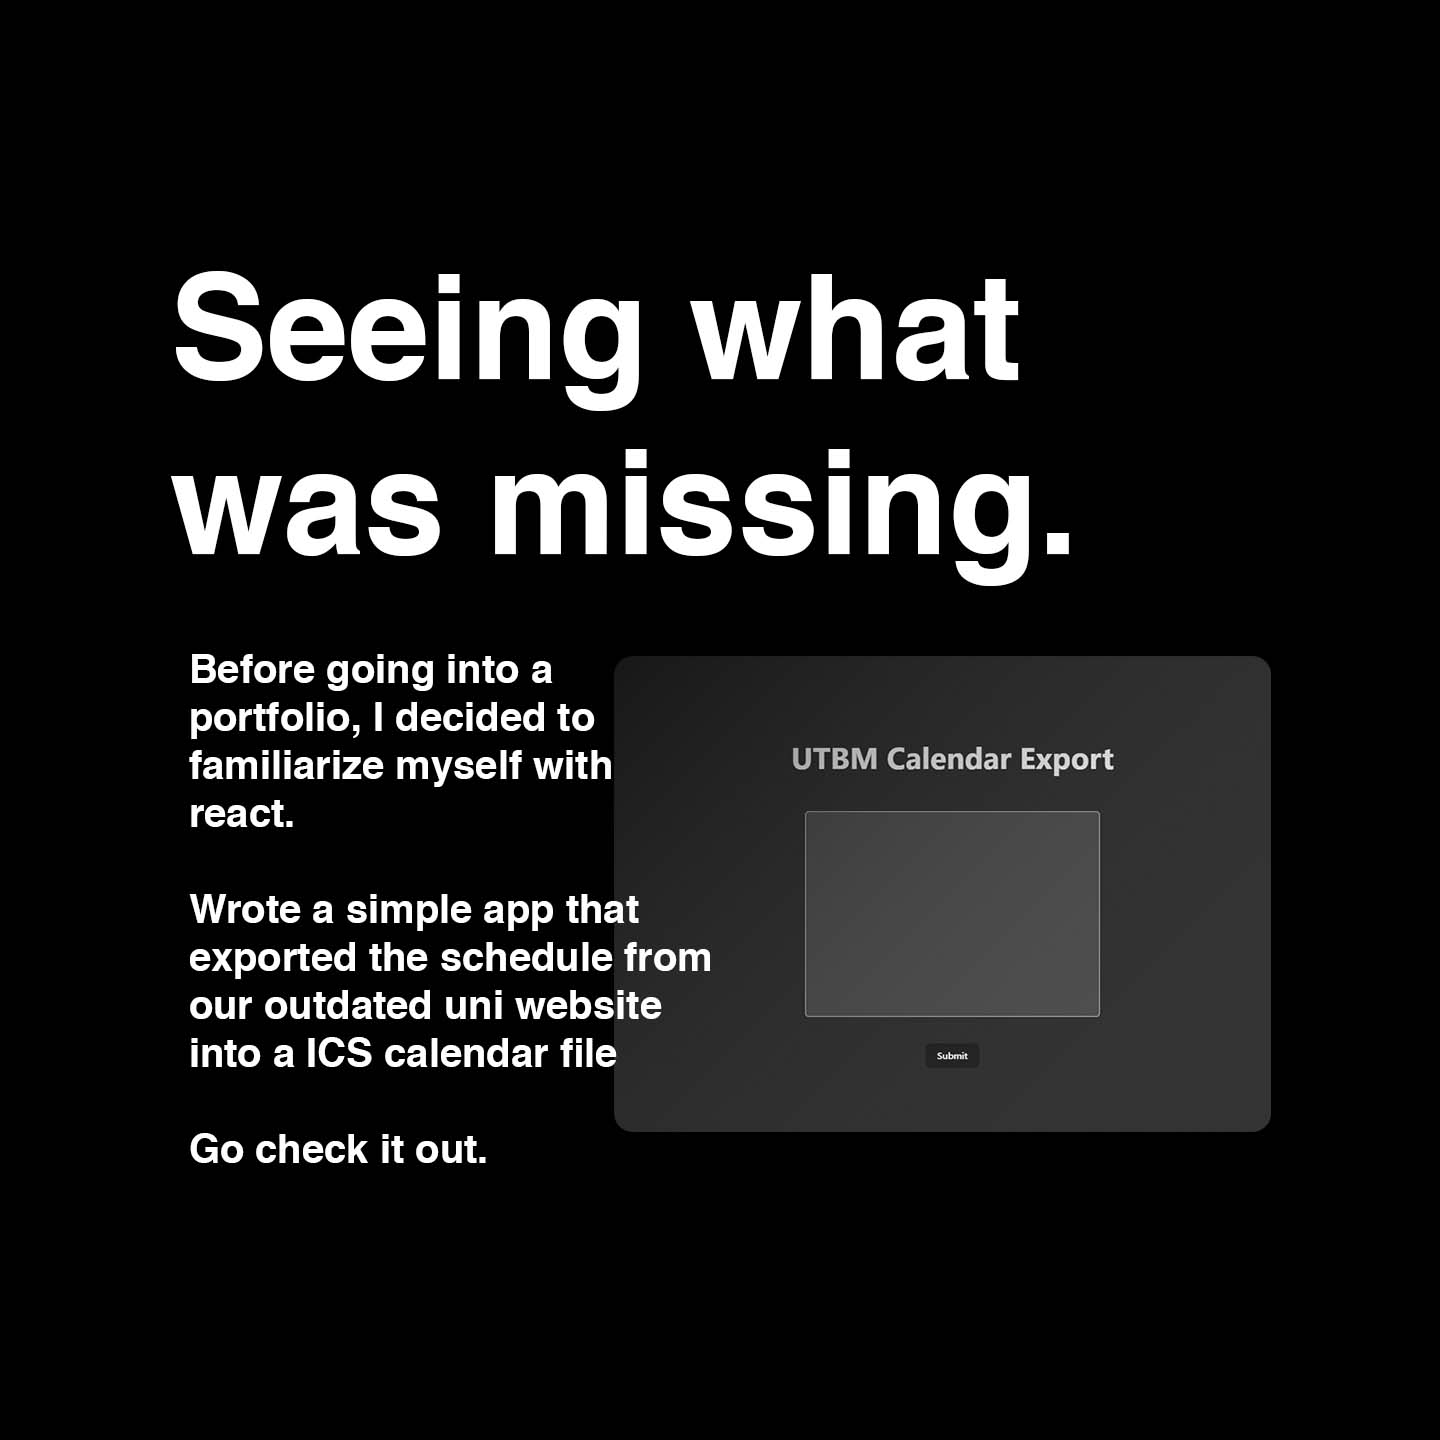 Seeing what
was missing.
Before going into a
portfolio, I decided to
familiarize myself with
react.
Wrote a simple app that
exported the schedule from
our outdated uni website
into a ICS calendar file
Go check it out.
UTBM Calendar Export
Submit